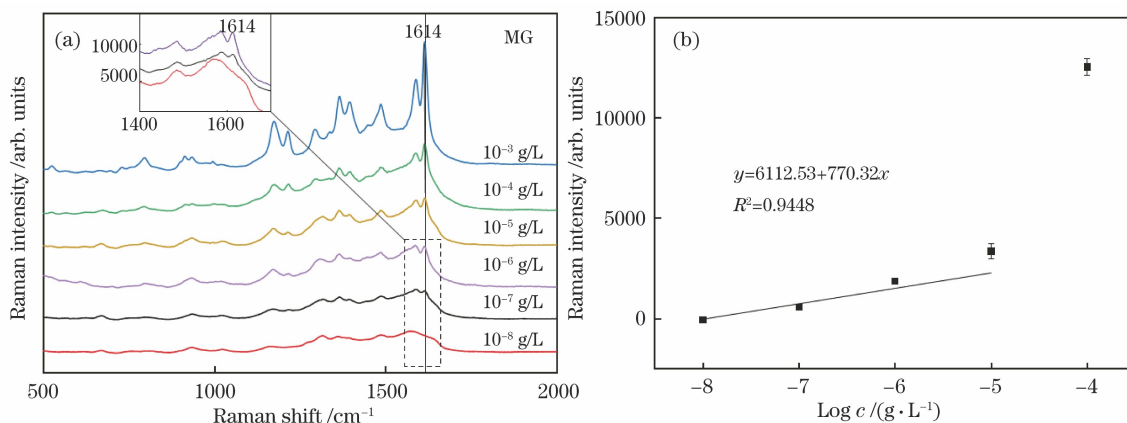 (a)
1614
10000
5000
1400
1600
1614
MG
10⁻³ g/L
10⁻⁴ g/L
10⁻⁵ g/L
10⁻⁶ g/L
10⁻⁷ g/L
10⁻⁸ g/L
Raman intensity /arb. units
500
1000
1500
2000
Raman shift /cm⁻¹
(b)
15000
10000
5000
0
Raman intensity /arb. units
y=6112.53+770.32x
R²=0.9448
−8
−7
−6
−5
−4
Log c /(g·L⁻¹)